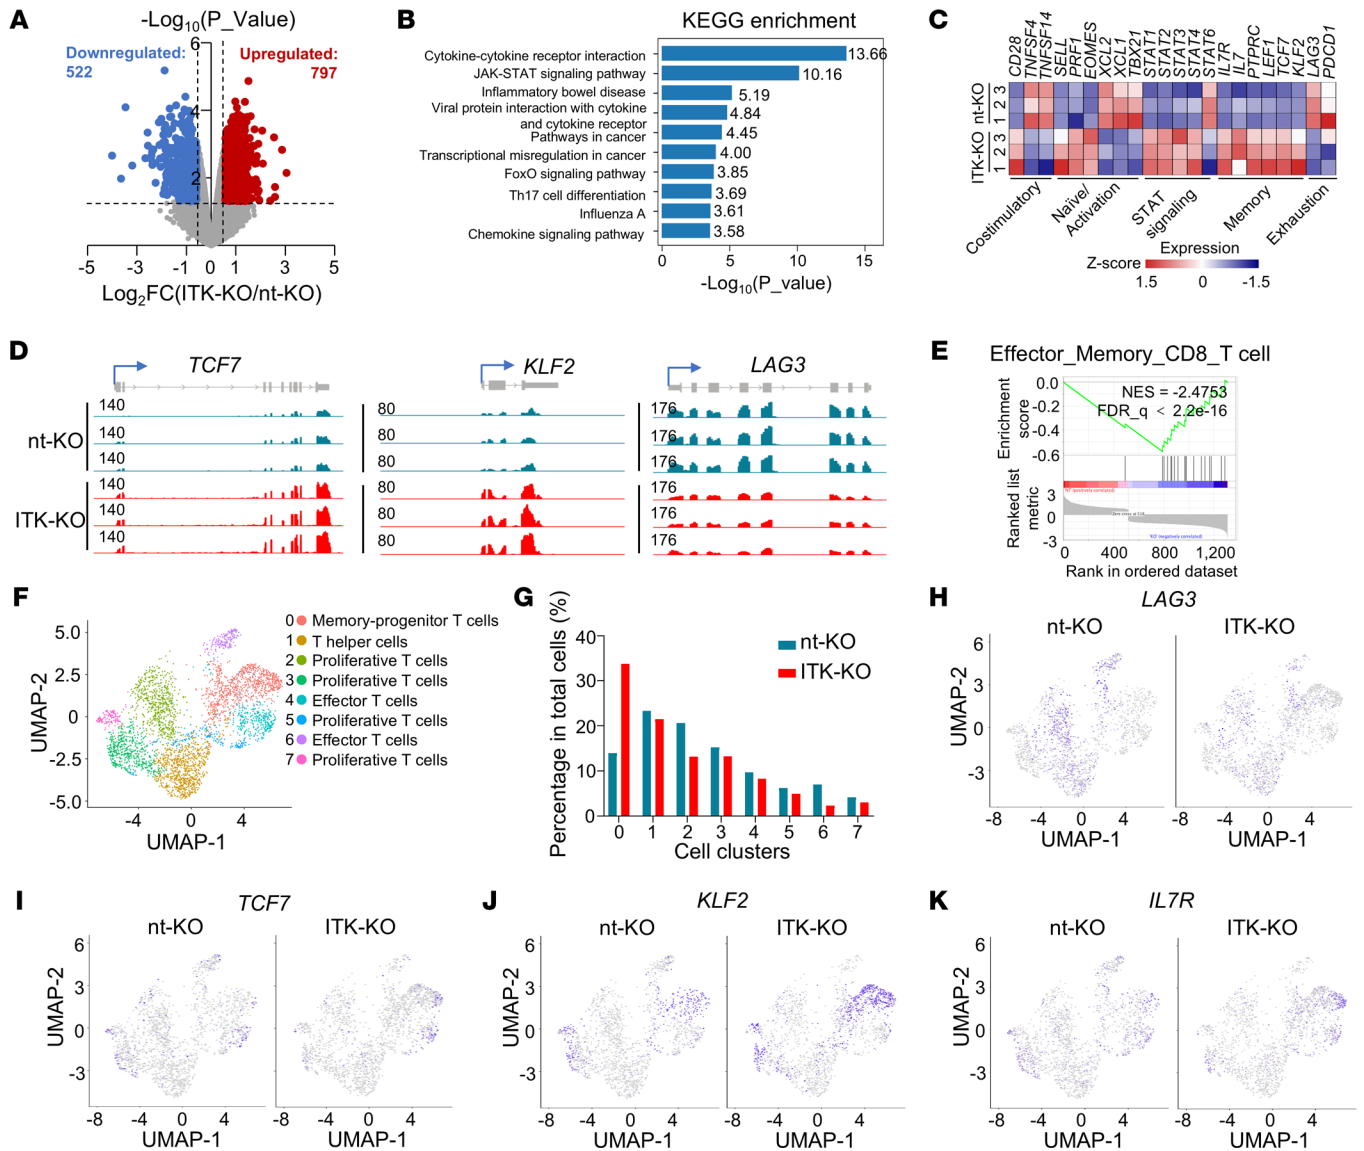 A
-Log10(P_Value)
Downregulated:
522
Upregulated:
797
6
4
2
-5 -3 -1 0 1 3 5
Log2FC(ITK-KO/nt-KO)
B
KEGG enrichment
Cytokine-cytokine receptor interaction 13.66
JAK-STAT signaling pathway 10.16
Inflammatory bowel disease 5.19
Viral protein interaction with cytokine
and cytokine receptor 4.84
Pathways in cancer 4.45
Transcriptional misregulation in cancer 4.00
FoxO signaling pathway 3.85
Th17 cell differentiation 3.69
Influenza A 3.61
Chemokine signaling pathway 3.58
0 5 10 15
-Log10(P_value)
C
CD28 TNFSF4 TNFSF14 SELL PRF1 EOMES XCL2 XCL1 TBX21 STAT1 STAT2 STAT3 STAT4 STAT6 IL7R IL7 PTPRC LEF1 TCF7 KLF2 LAG3 PDCD1
nt-KO
3
2
1
ITK-KO
3
2
1
Costimulatory
Naïve/
Activation
STAT
signaling
Memory
Exhaustion
Expression
Z-score
1.5 0 -1.5
D
TCF7 KLF2 LAG3
nt-KO
140 80 176
140 80 176
140 80 176
ITK-KO
140 80 176
140 80 176
140 80 176
E
Effector_Memory_CD8_T cell
NES = -2.4753
FDR_q < 2.2e-16
Enrichment
score
0.0
-0.2
-0.4
-0.6
'NT' (positively correlated)
Ranked list
metric
3
0
-3
'KO' (negatively correlated)
0 400 800 1,200
Rank in ordered dataset
F
5.0
2.5
0
-2.5
-5.0
UMAP-2
-4 0 4
UMAP-1
0 Memory-progenitor T cells
1 T helper cells
2 Proliferative T cells
3 Proliferative T cells
4 Effector T cells
5 Proliferative T cells
6 Effector T cells
7 Proliferative T cells
G
Percentage in total cells (%)
40
30
20
10
0
nt-KO
ITK-KO
0 1 2 3 4 5 6 7
Cell clusters
H
LAG3
nt-KO ITK-KO
UMAP-2
6
3
0
-3
-8 -4 0 4 -8 -4 0 4
UMAP-1 UMAP-1
I
TCF7
nt-KO ITK-KO
UMAP-2
6
3
0
-3
-8 -4 0 4 -8 -4 0 4
UMAP-1 UMAP-1
J
KLF2
nt-KO ITK-KO
UMAP-2
6
3
0
-3
-8 -4 0 4 -8 -4 0 4
UMAP-1 UMAP-1
K
IL7R
nt-KO ITK-KO
UMAP-2
6
3
0
-3
-8 -4 0 4 -8 -4 0 4
UMAP-1 UMAP-1